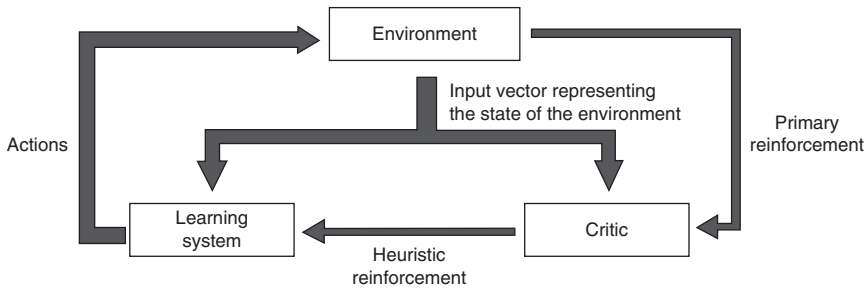 Environment
Input vector representing
the state of the environment
Actions
Primary
reinforcement
Learning
system
Critic
Heuristic
reinforcement